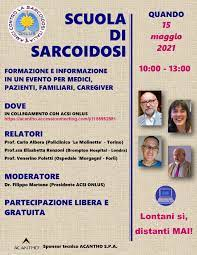 SCUOLA
DI
SARCOIDOSI
QUANDO
15
maggio
2021
10:00 - 13:00
FORMAZIONE E INFORMAZIONE
IN UN EVENTO PER MEDICI,
PAZIENTI, FAMILIARI, CAREGIVER
DOVE
IN COLLEGAMENTO CON ACSI ONLUS
RELATORI
Prof. Carlo Albera (Policlinico 'Le Molinette' - Torino)
Prof.ssa Elisabetta Renzoni (Brompton Hospital - Londra)
Prof. Venerino Poletti (Ospedale 'Morgagni' - Forlì)
MODERATORE
Dr. Filippo Martone (Presidente ACSI ONLUS)
PARTECIPAZIONE LIBERA E
GRATUITA
Lontani sì,
distanti MAI!
ACANTHO
Sponsor tecnico ACANTHO S.P.A.